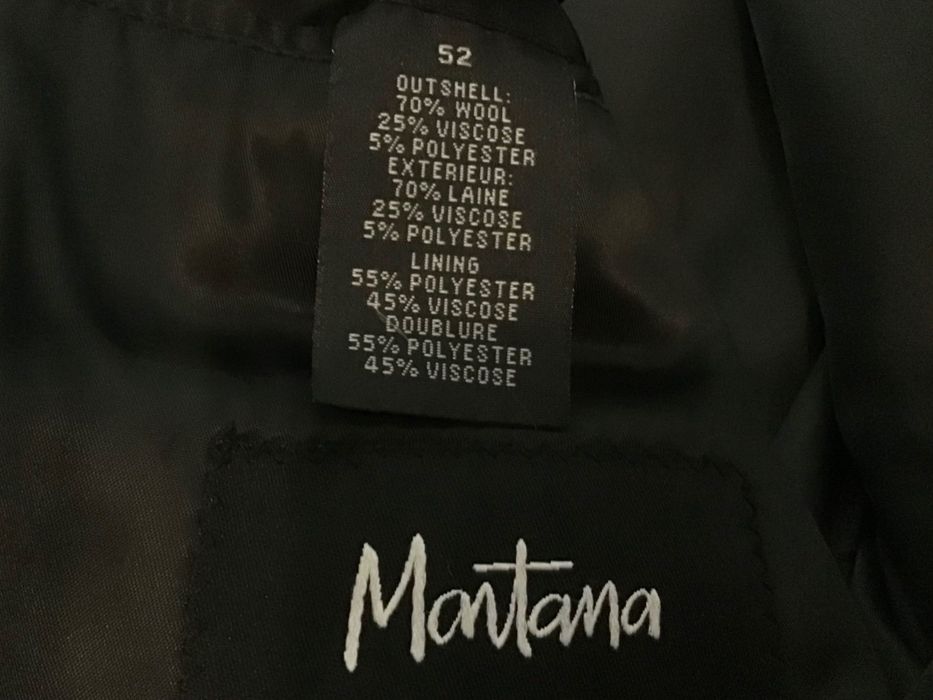 52
OUTSHELL:
70% WOOL
25% VISCOSE
5% POLYESTER
EXTERIEUR:
70% LAINE
25% VISCOSE
5% POLYESTER
LINING
55% POLYESTER
45% VISCOSE
DOUBLURE
55% POLYESTER
45% VISCOSE
Montana